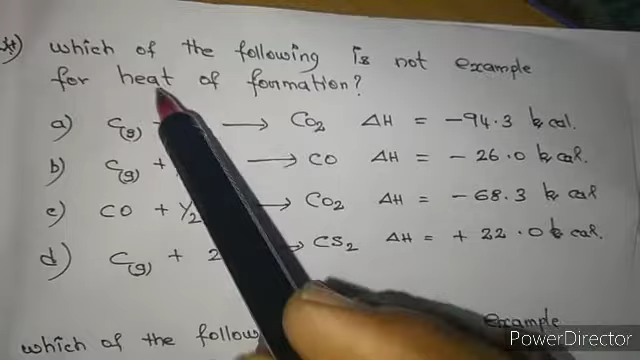 which of the following is not example
for heat of formation?
a) C(g) + → CO2 ΔH = -94.3 k cal.
b) C(g) + → CO ΔH = - 26.0 k cal.
c) CO + Y2 → CO2 ΔH = - 68.3 k cal
d) C(g) + 2 → CS2 ΔH = + 22.0 k cal.
which of the follow example
PowerDirector